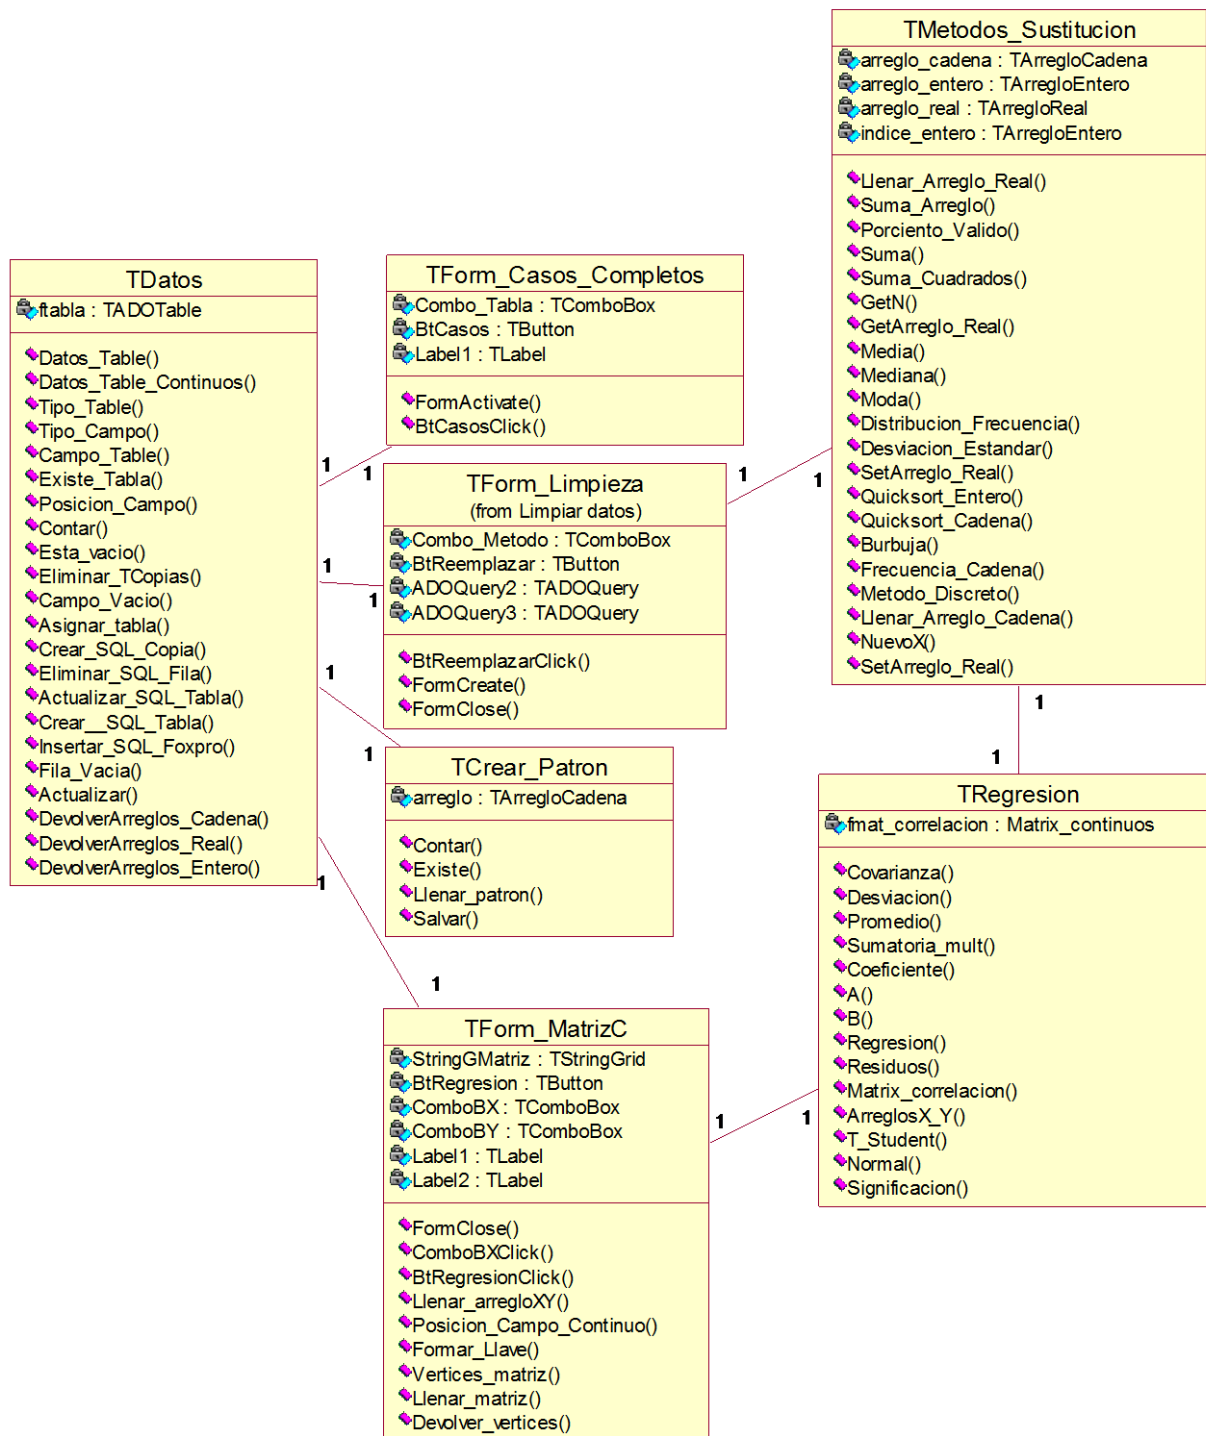 TDatos
ftabla : TADOTable
Datos_Table()
Datos_Table_Continuos()
Tipo_Table()
Tipo_Campo()
Campo_Table()
Existe_Tabla()
Posicion_Campo()
Contar()
Esta_vacio()
Eliminar_TCopias()
Campo_Vacio()
Asignar_tabla()
Crear_SQL_Copia()
Eliminar_SQL_Fila()
Actualizar_SQL_Tabla()
Crear__SQL_Tabla()
Insertar_SQL_Foxpro()
Fila_Vacia()
Actualizar()
DevolverArreglos_Cadena()
DevolverArreglos_Real()
DevolverArreglos_Entero()
1
1
1
1
1
1
1
TForm_Casos_Completos
Combo_Tabla : TComboBox
BtCasos : TButton
Label1 : TLabel
FormActivate()
BtCasosClick()
TForm_Limpieza
(from Limpiar datos)
Combo_Metodo : TComboBox
BtReemplazar : TButton
ADOQuery2 : TADOQuery
ADOQuery3 : TADOQuery
BtReemplazarClick()
FormCreate()
FormClose()
TCrear_Patron
arreglo : TArregloCadena
Contar()
Existe()
Llenar_patron()
Salvar()
TForm_MatrizC
StringGMatriz : TStringGrid
BtRegresion : TButton
ComboBX : TComboBox
ComboBY : TComboBox
Label1 : TLabel
Label2 : TLabel
FormClose()
ComboBXClick()
BtRegresionClick()
Llenar_arregloXY()
Posicion_Campo_Continuo()
Formar_Llave()
Vertices_matriz()
Llenar_matriz()
Devolver_vertices()
1
1
1
1
TMetodos_Sustitucion
arreglo_cadena : TArregloCadena
arreglo_entero : TArregloEntero
arreglo_real : TArregloReal
indice_entero : TArregloEntero
Llenar_Arreglo_Real()
Suma_Arreglo()
Porciento_Valido()
Suma()
Suma_Cuadrados()
GetN()
GetArreglo_Real()
Media()
Mediana()
Moda()
Distribucion_Frecuencia()
Desviacion_Estandar()
SetArreglo_Real()
Quicksort_Entero()
Quicksort_Cadena()
Burbuja()
Frecuencia_Cadena()
Metodo_Discreto()
Llenar_Arreglo_Cadena()
NuevoX()
SetArreglo_Real()
1
1
TRegresion
fmat_correlacion : Matrix_continuos
Covarianza()
Desviacion()
Promedio()
Sumatoria_mult()
Coeficiente()
A()
B()
Regresion()
Residuos()
Matrix_correlacion()
ArreglosX_Y()
T_Student()
Normal()
Significacion()